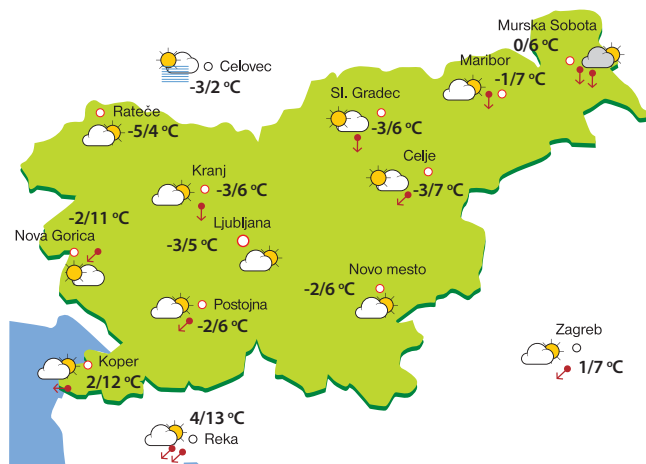 Murska Sobota
0/6 °C
Maribor
-1/7 °C
Celovec
-3/2 °C
Sl. Gradec
-3/6 °C
Rateče
-5/4 °C
Celje
-3/7 °C
Kranj
-3/6 °C
-2/11 °C
Nova Gorica
Ljubljana
-3/5 °C
Novo mesto
-2/6 °C
Postojna
-2/6 °C
Zagreb
1/7 °C
Koper
2/12 °C
4/13 °C
Reka